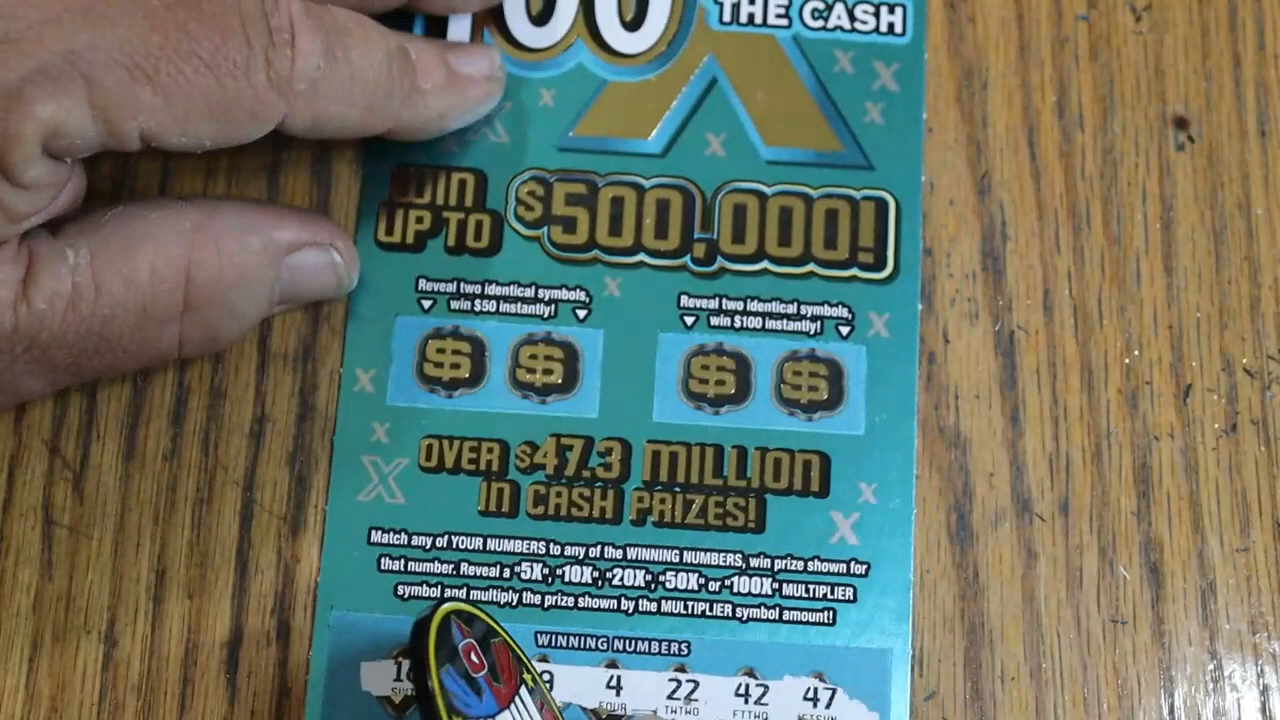 100
THE CASH
X
WIN
UP TO
$500,000!
Reveal two identical symbols,
win $50 instantly!
Reveal two identical symbols,
win $100 instantly!
$ $
$ $
OVER $47.3 MILLION
IN CASH PRIZES!
Match any of YOUR NUMBERS to any of the WINNING NUMBERS, win prize shown for
that number. Reveal a "5X", "10X", "20X", "50X" or "100X" MULTIPLIER
symbol and multiply the prize shown by the MULTIPLIER symbol amount!
WINNING NUMBERS
4 22 42 47
FOUR TWTWO FTTWO